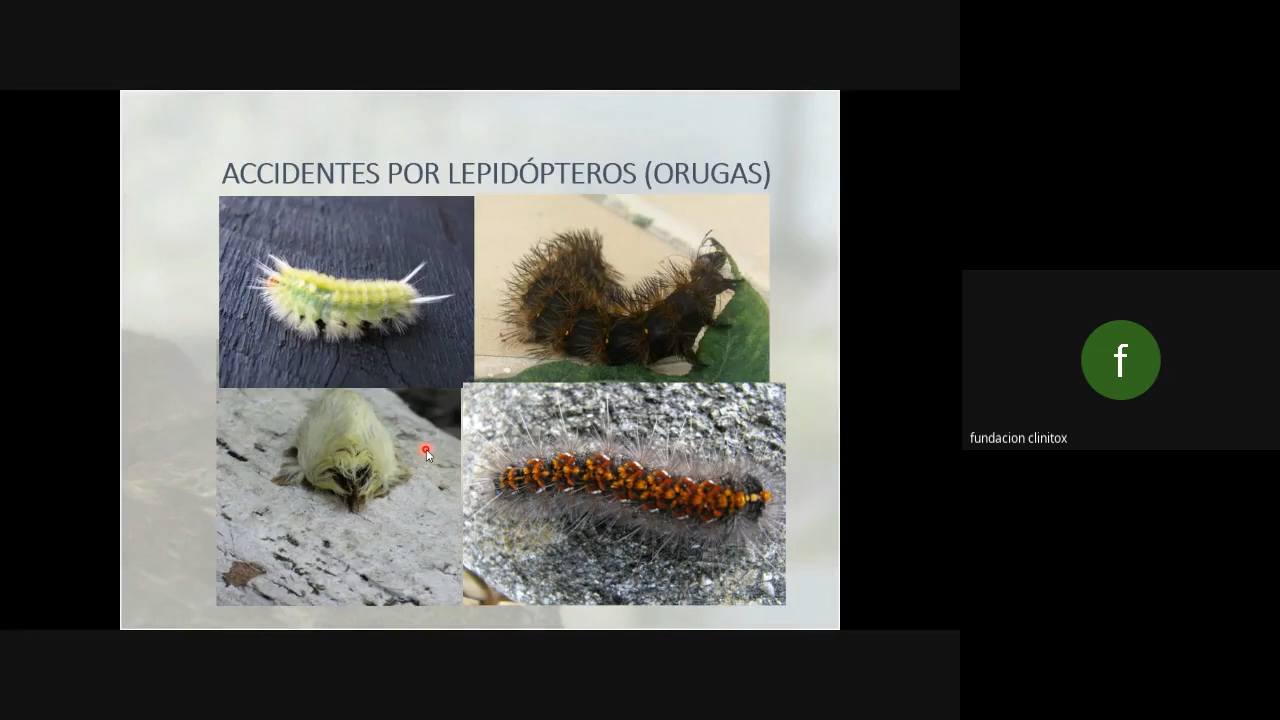 ACCIDENTES POR LEPIDÓPTEROS (ORUGAS)
f
fundacion clinitox